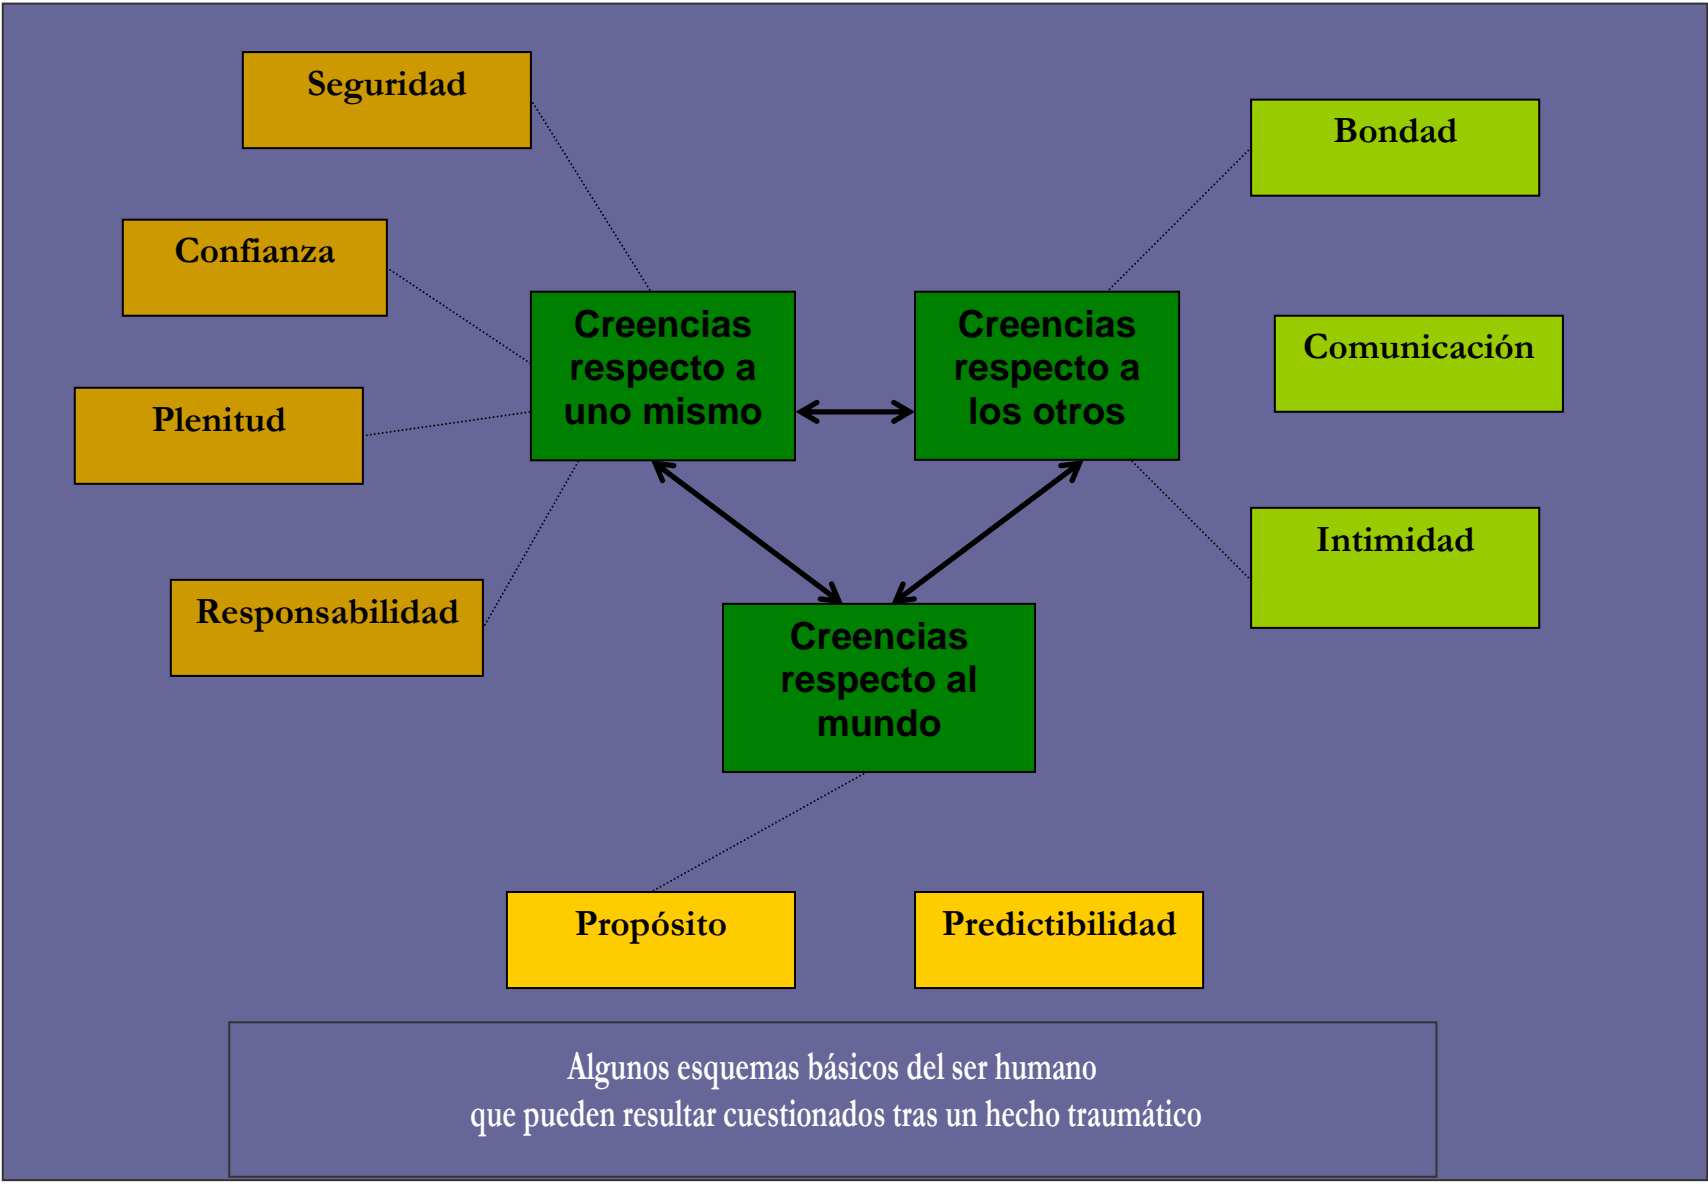 Seguridad
Bondad
Confianza
Creencias
respecto a
uno mismo
Creencias
respecto a
los otros
Comunicación
Plenitud
Intimidad
Responsabilidad
Creencias
respecto al
mundo
Propósito
Predictibilidad
Algunos esquemas básicos del ser humano
que pueden resultar cuestionados tras un hecho traumático